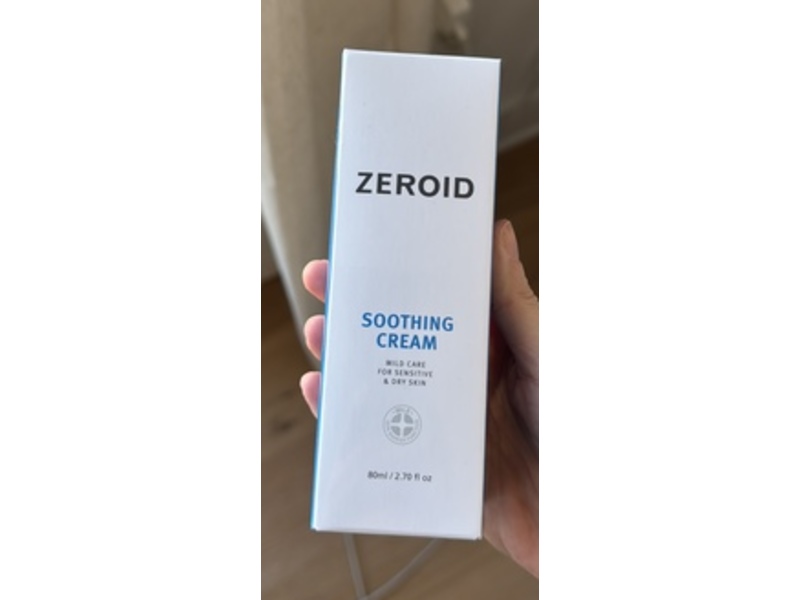 ZEROID
SOOTHING
CREAM
MILD CARE
FOR SENSITIVE
& DRY SKIN
80ml / 2.70 fl oz